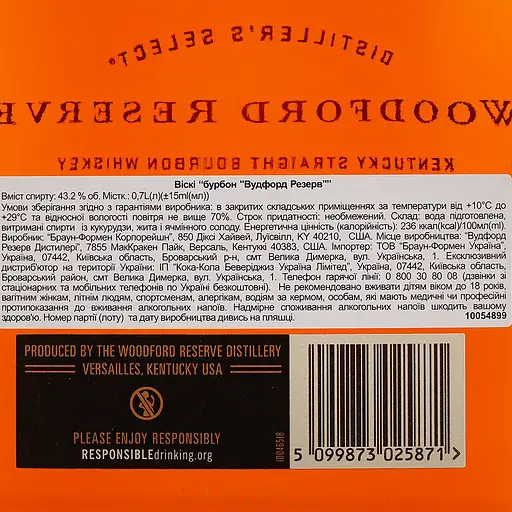 DISTILLER'S SELECT®
WOODFORD RESERVE
KENTUCKY STRAIGHT BOURBON WHISKEY
Віскі "бурбон "Вудфорд Резерв""
Вміст спирту: 43.2 % об. Містк.: 0,7L(л)(±15ml(мл))
Умови зберігання згідно з гарантіями виробника: в закритих складських приміщеннях за температури від +10°С до
+29°С та відносної вологості повітря не вище 70%. Строк придатності: необмежений. Склад: вода підготовлена,
витримані спирти із кукурудзи, жита і ячмінного солоду. Енергетична цінність (калорійність): 236 ккал(kcal)/100мл(ml).
Виробник: "Браун-Формен Корпорейшн", 850 Діксі Хайвей, Луісвілл, KY 40210, США. Місце виробництва: "Вудфорд
Резерв Дистилері", 7855 МакКракен Пайк, Версаль, Кентуккі 40383, США. Імпортер: ТОВ "Браун-Формен Україна",
Україна, 07442, Київська область, Броварський р-н, смт Велика Димерка, вул. Українська, 1. Ексклюзивний
дистриб'ютор на території України: ІП "Кока-Кола Беверіджиз Україна Лімітед", Україна, 07442, Київська область,
Броварський район, смт Велика Димерка, вул. Українська, 1. Телефон гарячої лінії: 0 800 30 80 08 (дзвінки зі
стаціонарних та мобільних телефонів по Україні безкоштовні). Не рекомендовано вживати дітям віком до 18 років,
вагітним жінкам, літнім людям, спортсменам, алергікам, водіям за кермом, особам, які мають медичні чи професійні
протипоказання до вживання алкогольних напоїв. Надмірне споживання алкогольних напоїв шкодить вашому
здоров'ю. Номер партії (лоту) та дату виробництва дивись на пляшці.
10054899
PRODUCED BY THE WOODFORD RESERVE DISTILLERY
VERSAILLES, KENTUCKY USA
PLEASE ENJOY RESPONSIBLY
RESPONSIBLEdrinking.org
10046518
5 099873 025871 >